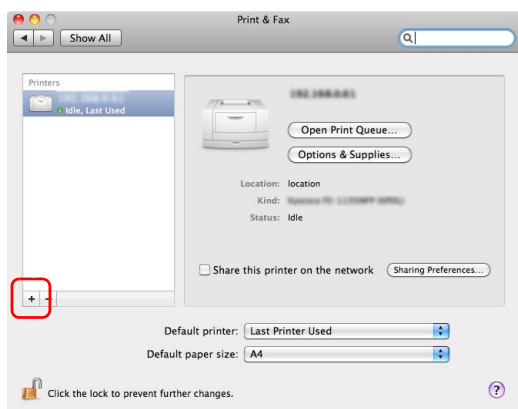 Print & Fax
Show All
Printers
Idle, Last Used
Open Print Queue...
Options & Supplies...
Location: location
Kind:
Status: Idle
Share this printer on the network
Sharing Preferences...
+ −
Default printer: Last Printer Used
Default paper size: A4
Click the lock to prevent further changes.
?